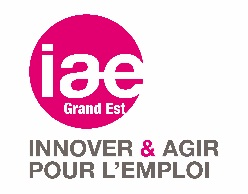 iae
Grand Est
INNOVER & AGIR
POUR L'EMPLOI